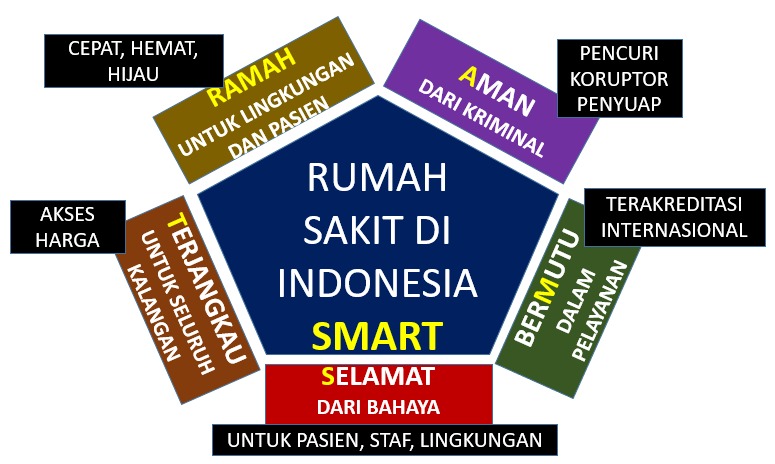 CEPAT, HEMAT,
HIJAU
RAMAH
UNTUK LINGKUNGAN
DAN PASIEN
AMAN
DARI KRIMINAL
PENCURI
KORUPTOR
PENYUAP
AKSES
HARGA
TERJANGKAU
UNTUK SELURUH
KALANGAN
RUMAH
SAKIT DI
INDONESIA
SMART
TERAKREDITASI
INTERNASIONAL
BERMUTU
DALAM
PELAYANAN
SELAMAT
DARI BAHAYA
UNTUK PASIEN, STAF, LINGKUNGAN